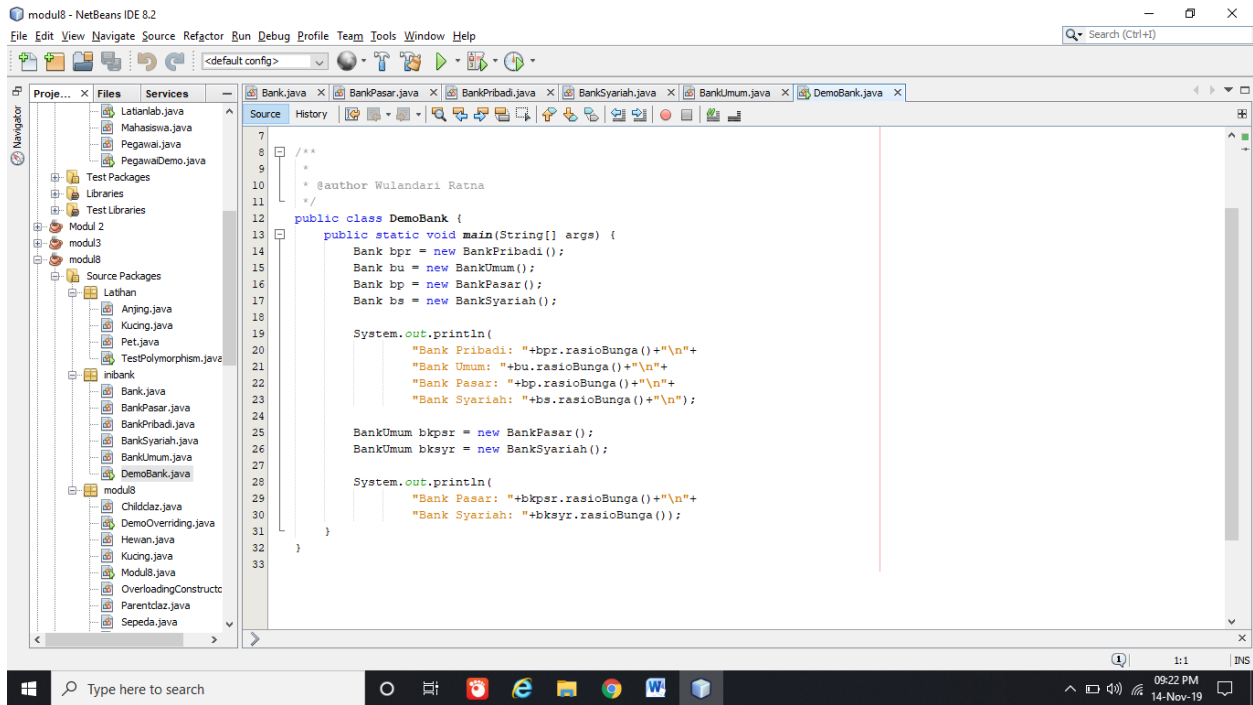 modul8 - NetBeans IDE 8.2
File Edit View Navigate Source Refactor Run Debug Profile Team Tools Window Help
Search (Ctrl+I)
<default config>
Proje... Files Services
Bank.java BankPasar.java BankPribadi.java BankSyariah.java BankUmum.java DemoBank.java
Navigator
Latianlab.java
Mahasiswa.java
Pegawai.java
PegawaiDemo.java
Test Packages
Libraries
Test Libraries
Modul 2
modul3
modul8
Source Packages
Latihan
Anjing.java
Kucing.java
Pet.java
TestPolymorphism.java
inibank
Bank.java
BankPasar.java
BankPribadi.java
BankSyariah.java
BankUmum.java
DemoBank.java
modul8
Childclaz.java
DemoOverriding.java
Hewan.java
Kucing.java
Modul8.java
OverloadingConstructo
Parentclaz.java
Sepeda.java
Source History
7
8 /**
9 *
10 * @author Wulandari Ratna
11 */
12 public class DemoBank {
13 public static void main(String[] args) {
14 Bank bpr = new BankPribadi();
15 Bank bu = new BankUmum();
16 Bank bp = new BankPasar();
17 Bank bs = new BankSyariah();
18
19 System.out.println(
20 "Bank Pribadi: "+bpr.rasioBunga()+"\n"+
21 "Bank Umum: "+bu.rasioBunga()+"\n"+
22 "Bank Pasar: "+bp.rasioBunga()+"\n"+
23 "Bank Syariah: "+bs.rasioBunga()+"\n");
24
25 BankUmum bkpsr = new BankPasar();
26 BankUmum bksyr = new BankSyariah();
27
28 System.out.println(
29 "Bank Pasar: "+bkpsr.rasioBunga()+"\n"+
30 "Bank Syariah: "+bksyr.rasioBunga());
31 }
32 }
33
1 1:1 INS
Type here to search
09:22 PM
14-Nov-19